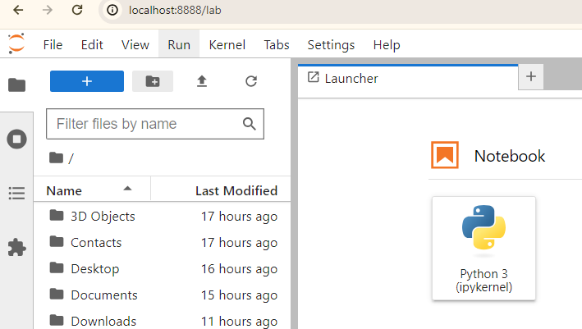 localhost:8888/lab
File Edit View Run Kernel Tabs Settings Help
+
Launcher
+
Filter files by name
/
Name Last Modified
3D Objects 17 hours ago
Contacts 17 hours ago
Desktop 16 hours ago
Documents 15 hours ago
Downloads 11 hours ago
Notebook
Python 3
(ipykernel)